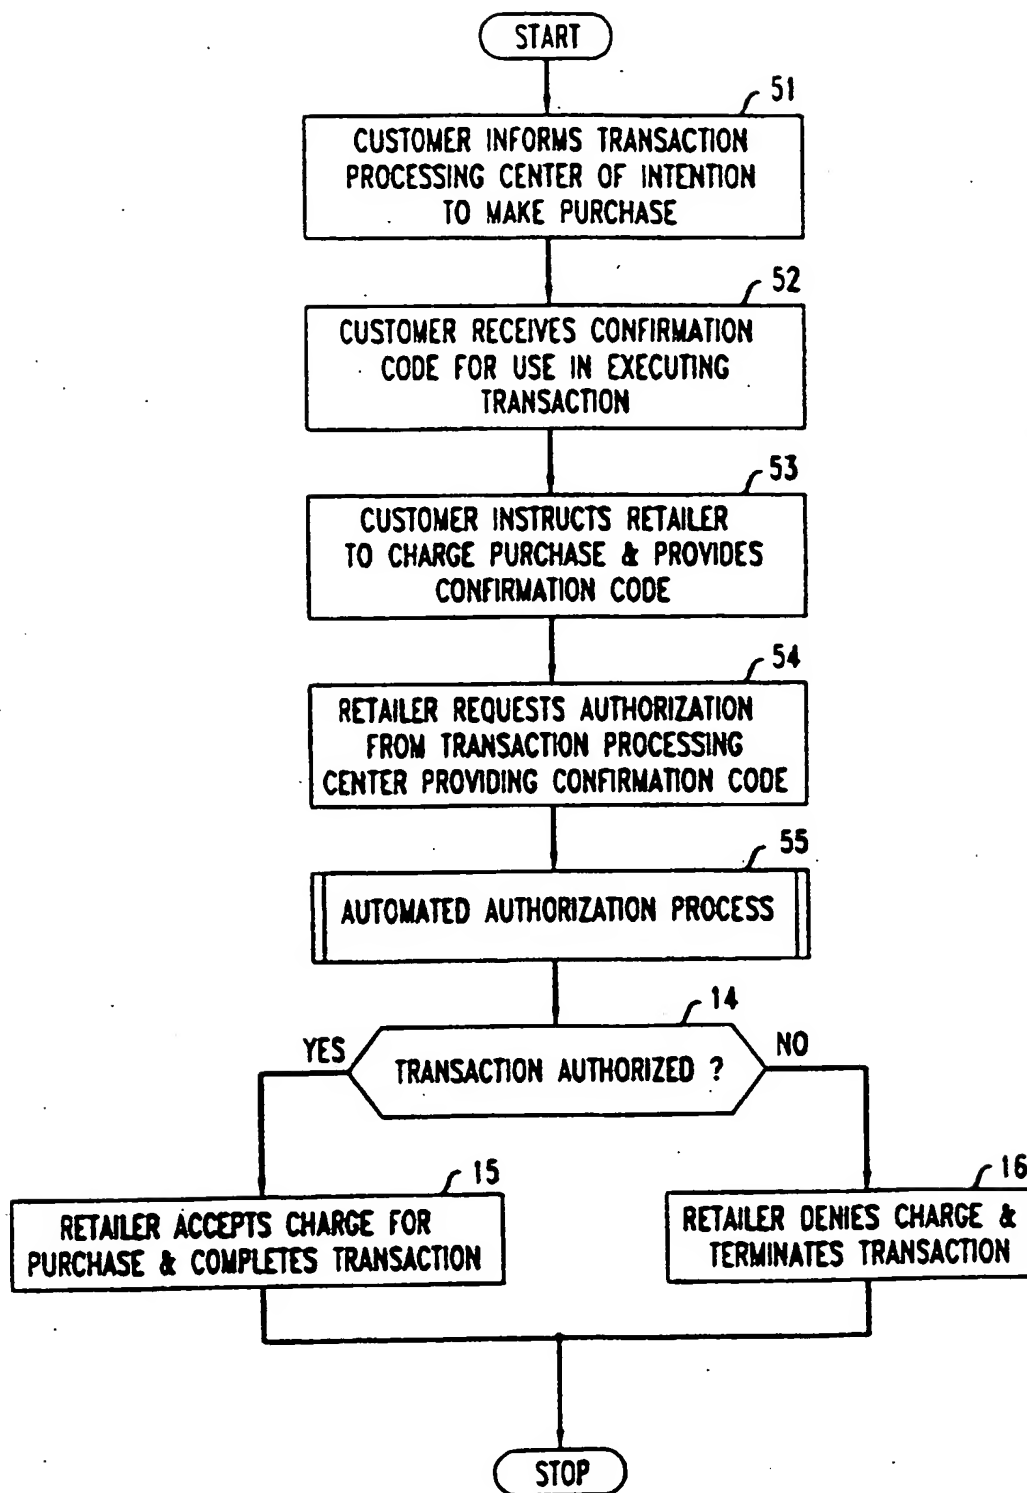 START
51
CUSTOMER INFORMS TRANSACTION
PROCESSING CENTER OF INTENTION
TO MAKE PURCHASE
52
CUSTOMER RECEIVES CONFIRMATION
CODE FOR USE IN EXECUTING
TRANSACTION
53
CUSTOMER INSTRUCTS RETAILER
TO CHARGE PURCHASE & PROVIDES
CONFIRMATION CODE
54
RETAILER REQUESTS AUTHORIZATION
FROM TRANSACTION PROCESSING
CENTER PROVIDING CONFIRMATION CODE
55
AUTOMATED AUTHORIZATION PROCESS
14
YES
TRANSACTION AUTHORIZED ?
NO
15
RETAILER ACCEPTS CHARGE FOR
PURCHASE & COMPLETES TRANSACTION
16
RETAILER DENIES CHARGE &
TERMINATES TRANSACTION
STOP